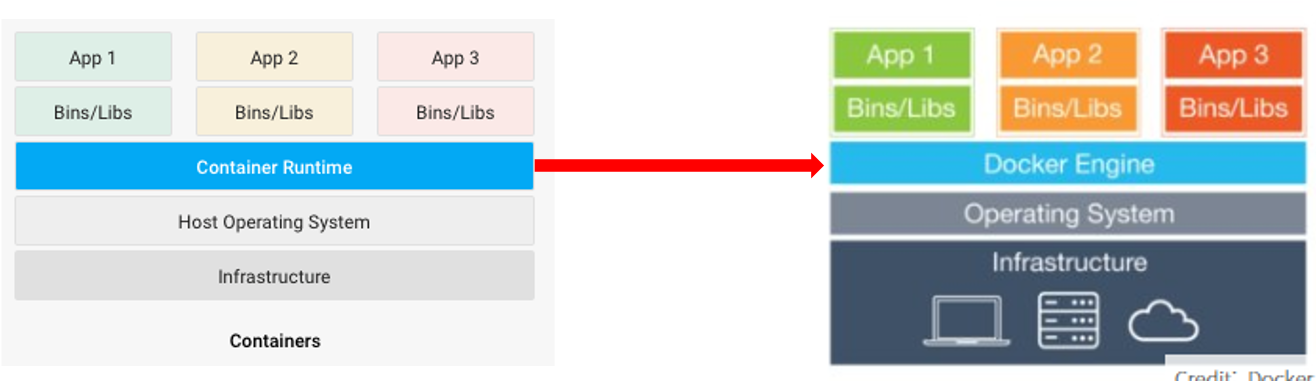 App 1
App 2
App 3
Bins/Libs
Bins/Libs
Bins/Libs
Container Runtime
Host Operating System
Infrastructure
Containers
App 1
App 2
App 3
Bins/Libs
Bins/Libs
Bins/Libs
Docker Engine
Operating System
Infrastructure
Credit: Docker